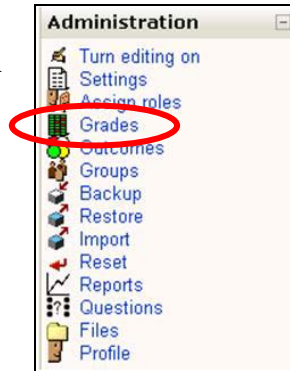 Administration
Turn editing on
Settings
Assign roles
Grades
Outcomes
Groups
Backup
Restore
Import
Reset
Reports
Questions
Files
Profile